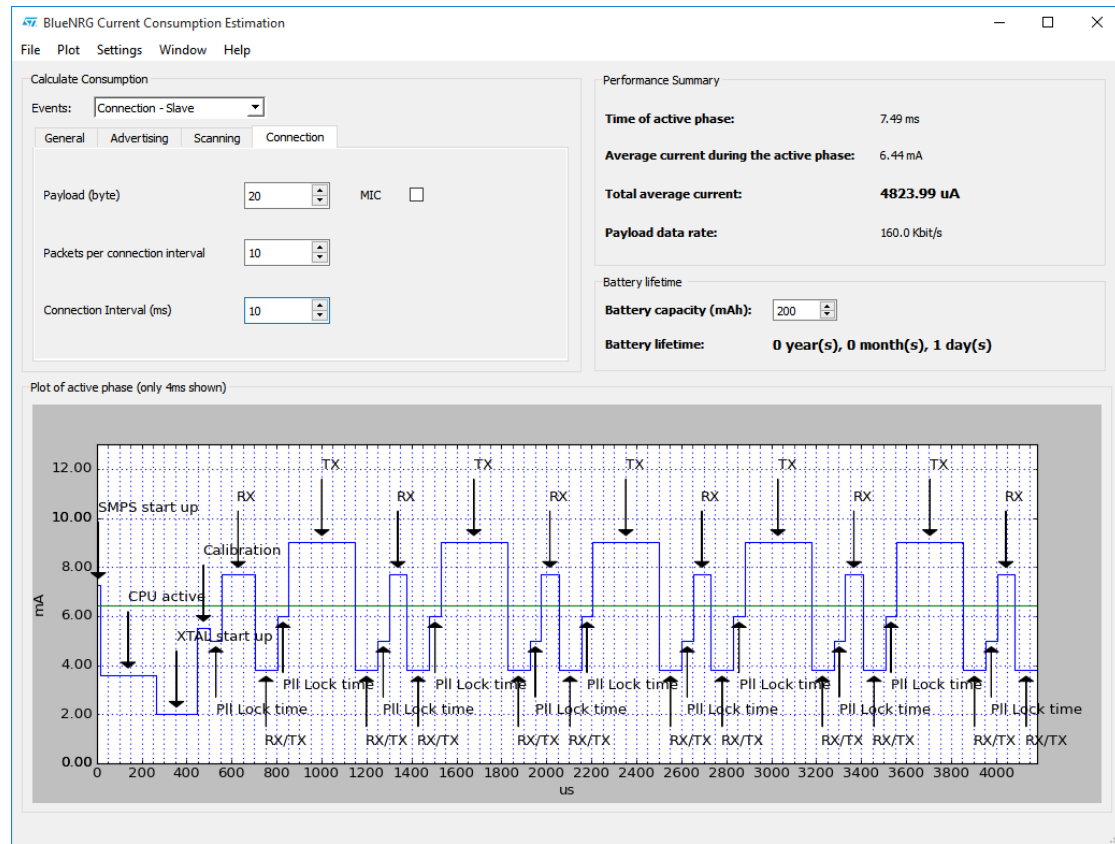 BlueNRG Current Consumption Estimation
File Plot Settings Window Help
Calculate Consumption
Events: Connection - Slave
General Advertising Scanning Connection
Payload (byte) 20 MIC
Packets per connection interval 10
Connection Interval (ms) 10
Performance Summary
Time of active phase: 7.49 ms
Average current during the active phase: 6.44 mA
Total average current: 4823.99 uA
Payload data rate: 160.0 Kbit/s
Battery lifetime
Battery capacity (mAh): 200
Battery lifetime: 0 year(s), 0 month(s), 1 day(s)
Plot of active phase (only 4ms shown)
TX TX TX TX TX
12.00
RX RX RX RX RX RX
SMPS start up
10.00
Calibration
8.00
CPU active
6.00
mA
XTAL start up
4.00
Pll Lock time Pll Lock time Pll Lock time Pll Lock time Pll Lock time
Pll Lock time Pll Lock time Pll Lock time Pll Lock time Pll Lock time Pll Lock time
2.00
RX/TX RX/TX RX/TX RX/TX RX/TX RX/TX RX/TX RX/TX RX/TX RX/TX RX/TX
0.00
0 200 400 600 800 1000 1200 1400 1600 1800 2000 2200 2400 2600 2800 3000 3200 3400 3600 3800 4000
us